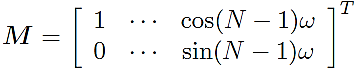 M = [ 1 ⋯ cos(N − 1)ω
0 ⋯ sin(N − 1)ω ]^T